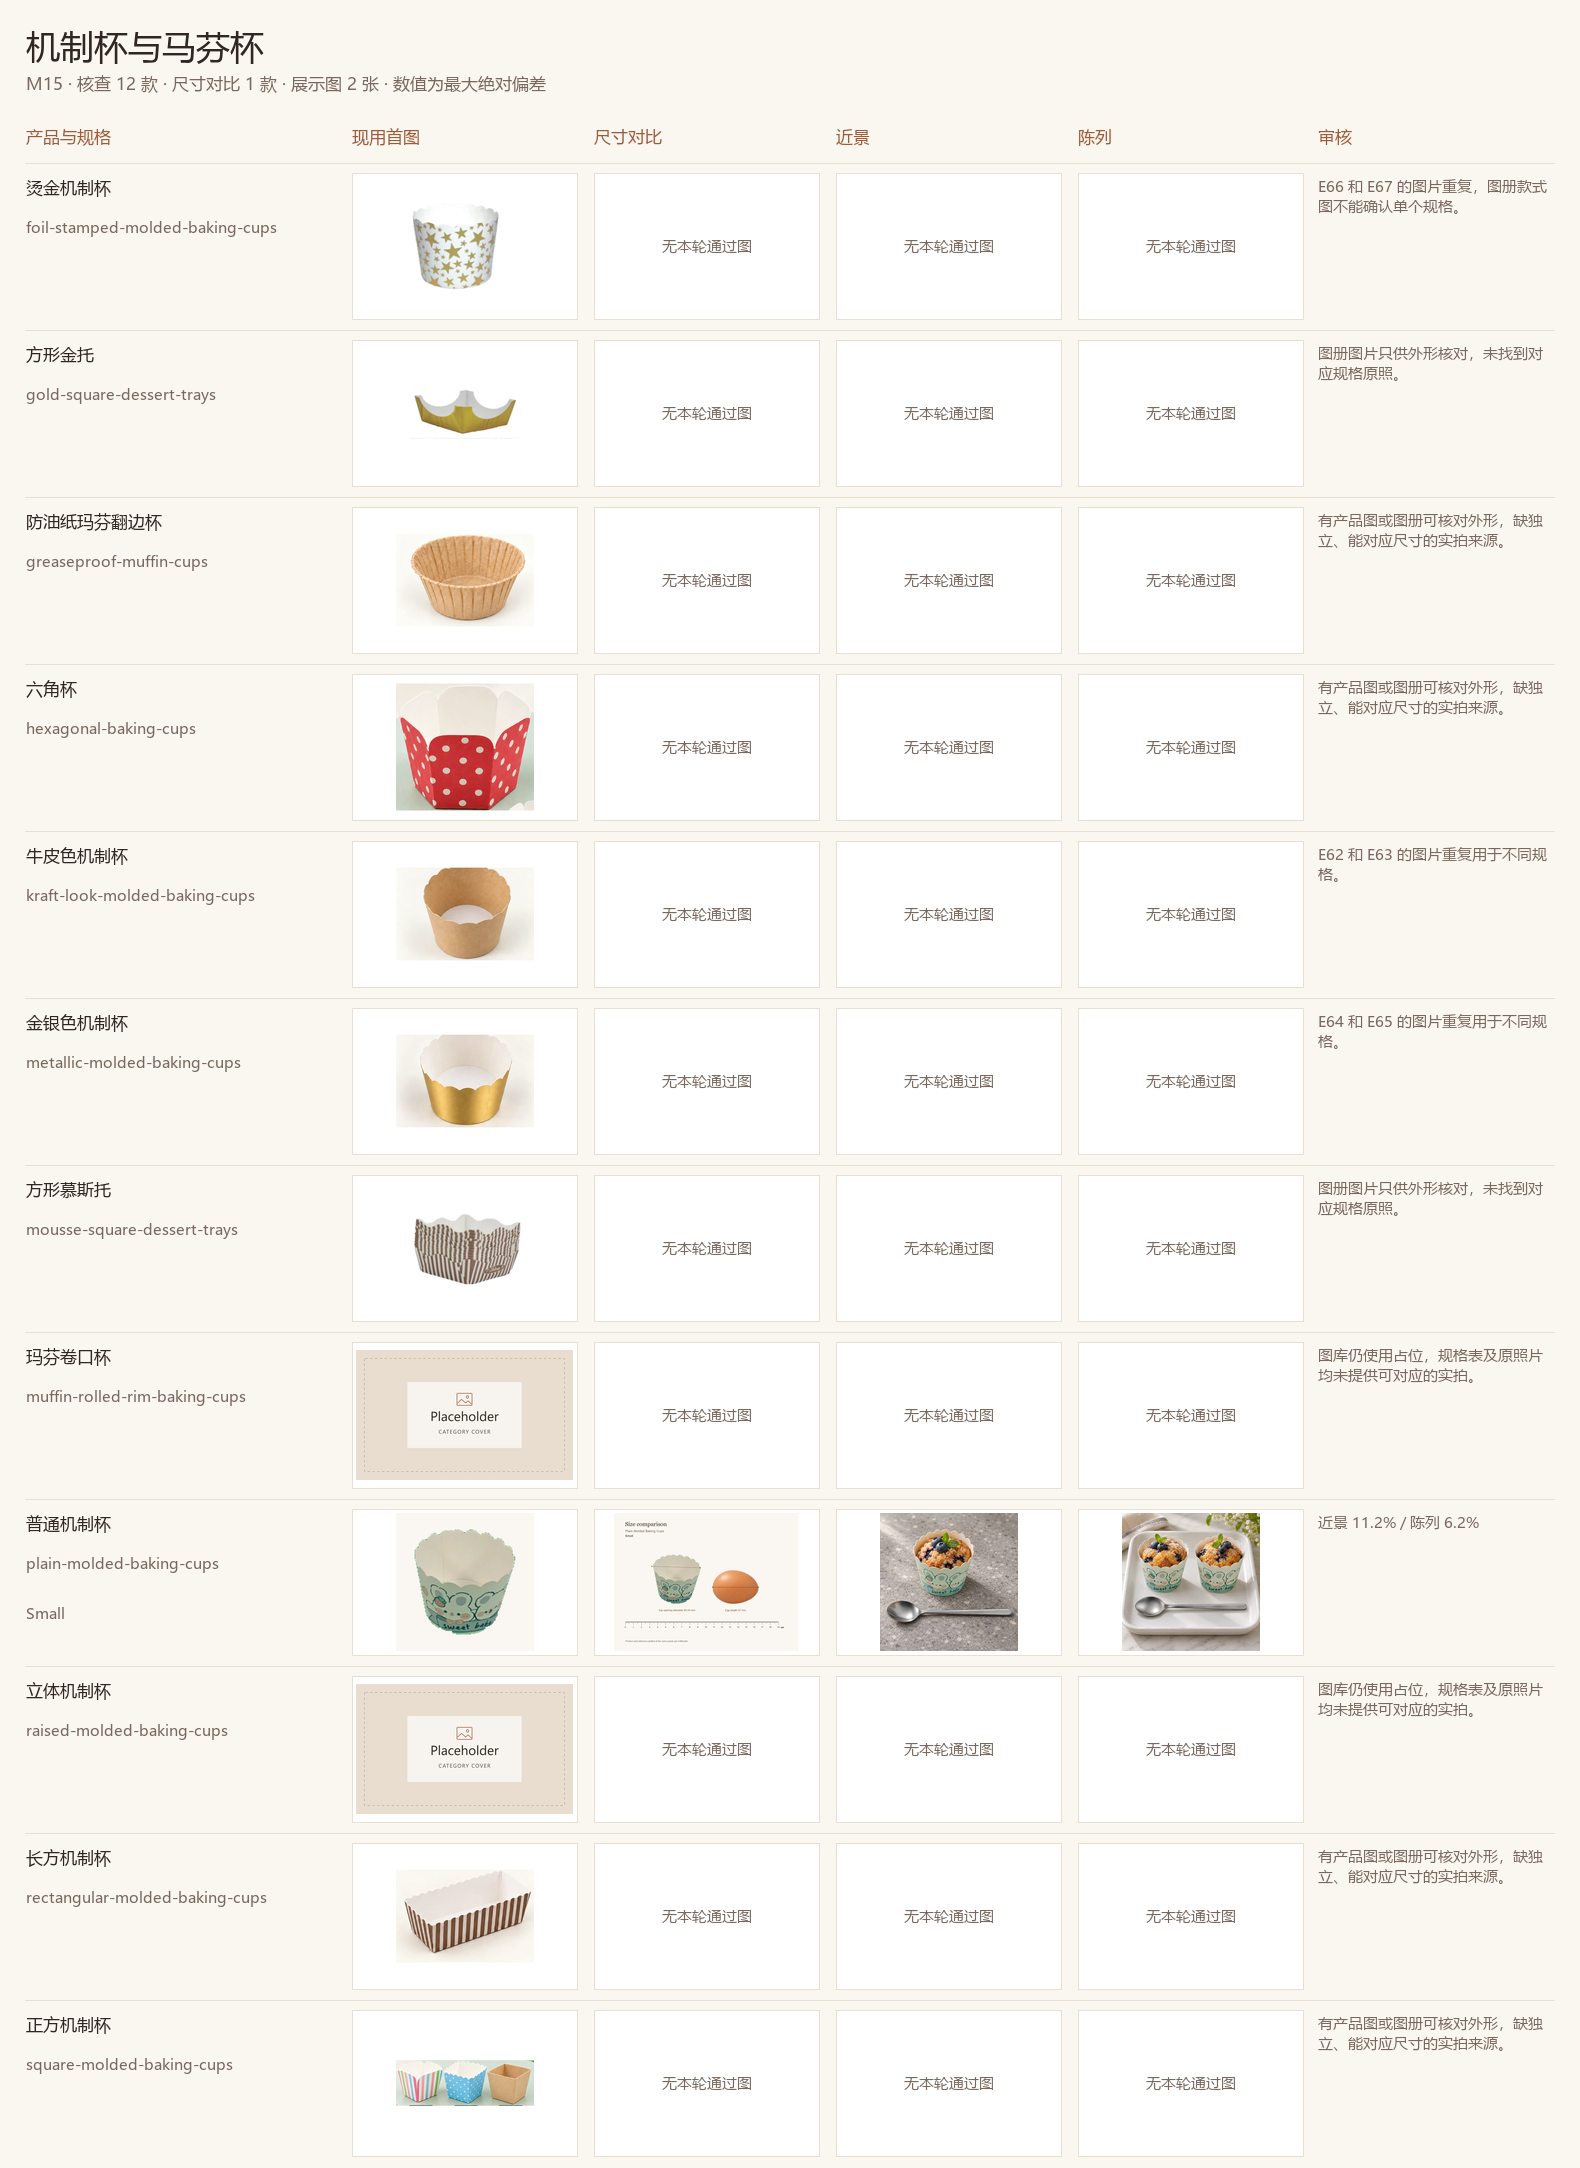 机制杯与马芬杯
M15 · 核查 12 款 · 尺寸对比 1 款 · 展示图 2 张 · 数值为最大绝对偏差
产品与规格 现用首图 尺寸对比 近景 陈列 审核
烫金机制杯
foil-stamped-molded-baking-cups
无本轮通过图 无本轮通过图 无本轮通过图
E66 和 E67 的图片重复，图册款式
图不能确认单个规格。
方形金托
gold-square-dessert-trays
无本轮通过图 无本轮通过图 无本轮通过图
图册图片只供外形核对，未找到对
应规格原照。
防油纸玛芬翻边杯
greaseproof-muffin-cups
无本轮通过图 无本轮通过图 无本轮通过图
有产品图或图册可核对外形，缺独
立、能对应尺寸的实拍来源。
六角杯
hexagonal-baking-cups
无本轮通过图 无本轮通过图 无本轮通过图
有产品图或图册可核对外形，缺独
立、能对应尺寸的实拍来源。
牛皮色机制杯
kraft-look-molded-baking-cups
无本轮通过图 无本轮通过图 无本轮通过图
E62 和 E63 的图片重复用于不同规
格。
金银色机制杯
metallic-molded-baking-cups
无本轮通过图 无本轮通过图 无本轮通过图
E64 和 E65 的图片重复用于不同规
格。
方形慕斯托
mousse-square-dessert-trays
无本轮通过图 无本轮通过图 无本轮通过图
图册图片只供外形核对，未找到对
应规格原照。
玛芬卷口杯
muffin-rolled-rim-baking-cups
Placeholder
CATEGORY COVER
无本轮通过图 无本轮通过图 无本轮通过图
图库仍使用占位，规格表及原照片
均未提供可对应的实拍。
普通机制杯
plain-molded-baking-cups
Small
sweet
Size comparison
Plain Molded Baking Cups
Small
近景 11.2% / 陈列 6.2%
立体机制杯
raised-molded-baking-cups
Placeholder
CATEGORY COVER
无本轮通过图 无本轮通过图 无本轮通过图
图库仍使用占位，规格表及原照片
均未提供可对应的实拍。
长方机制杯
rectangular-molded-baking-cups
无本轮通过图 无本轮通过图 无本轮通过图
有产品图或图册可核对外形，缺独
立、能对应尺寸的实拍来源。
正方机制杯
square-molded-baking-cups
无本轮通过图 无本轮通过图 无本轮通过图
有产品图或图册可核对外形，缺独
立、能对应尺寸的实拍来源。